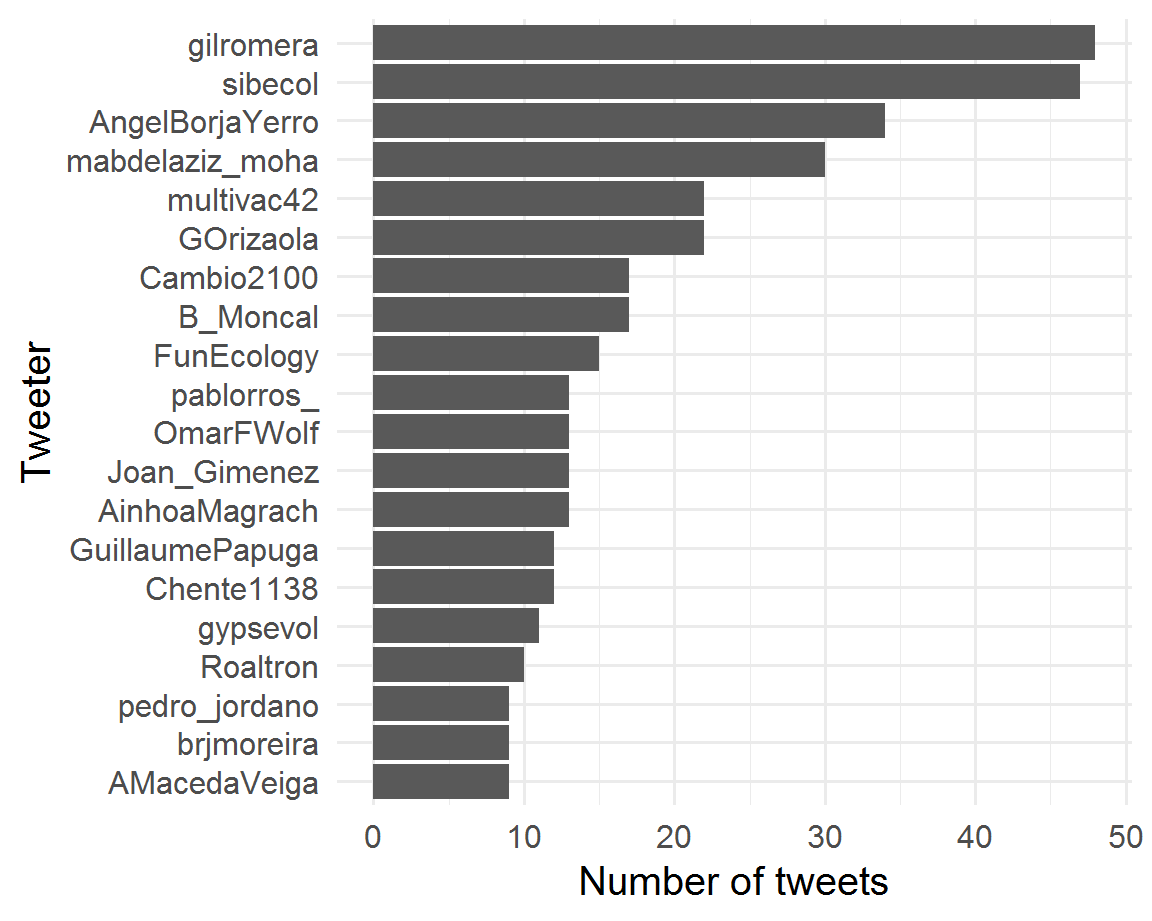 gilromera
sibecol
AngelBorjaYerro
mabdelaziz_moha
multivac42
GOrizaola
Cambio2100
B_Moncal
FunEcology
pablorros_
OmarFWolf
Joan_Gimenez
AinhoaMagrach
GuillaumePapuga
Chente1138
gypsevol
Roaltron
pedro_jordano
brjmoreira
AMacedaVeiga
Tweeter
0 10 20 30 40 50
Number of tweets